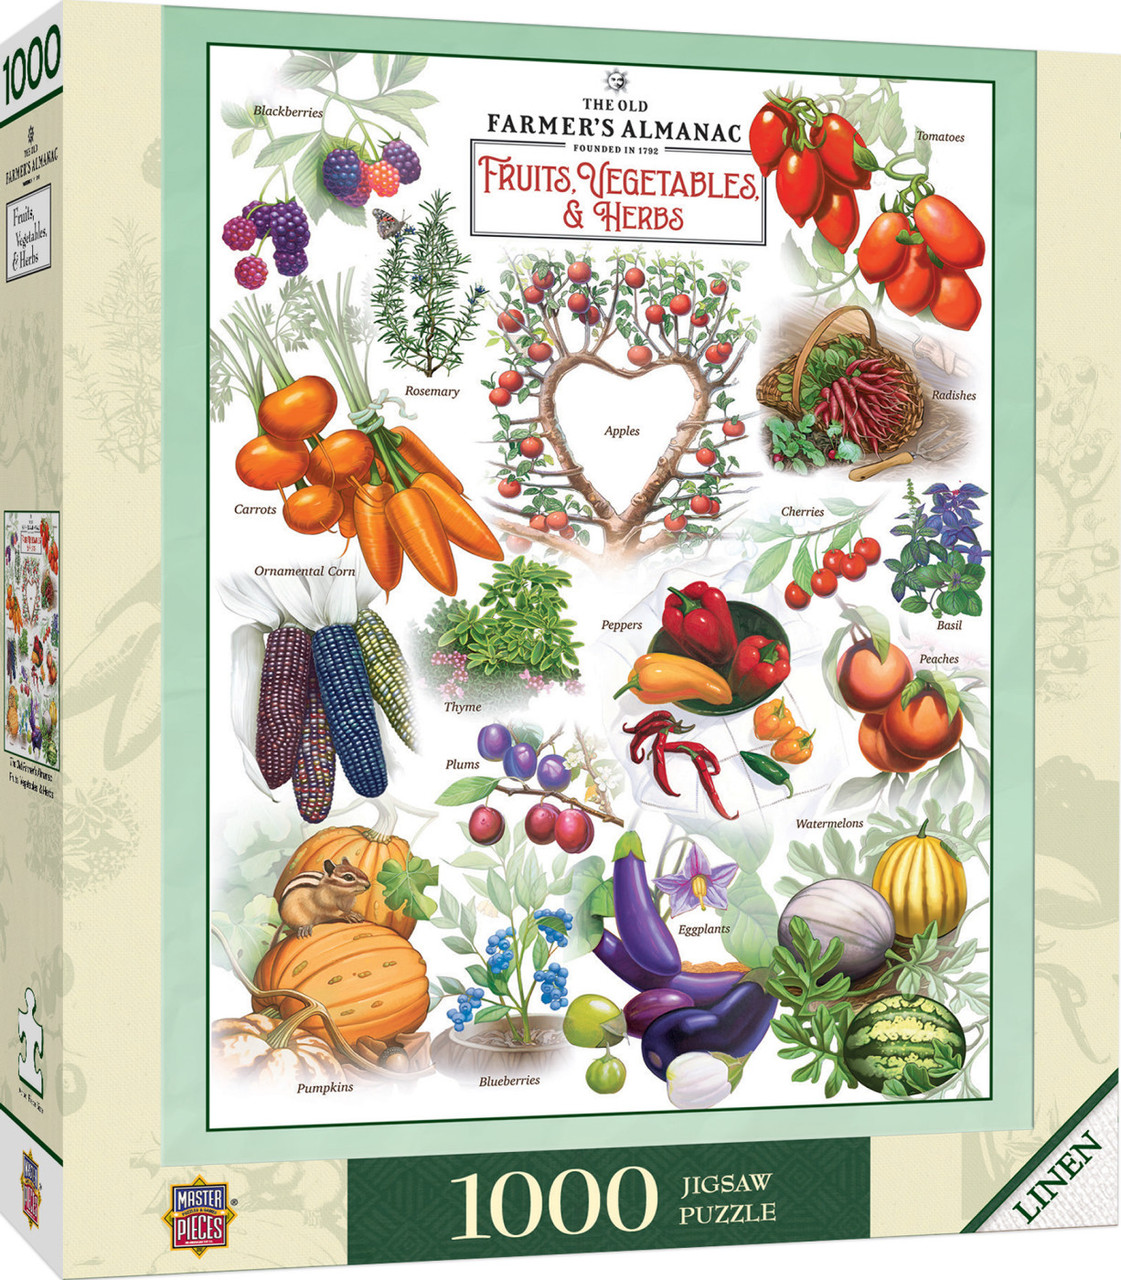 1000
THE OLD
FARMER'S ALMANAC
Fruits,
Vegetables,
& Herbs
THE OLD
FARMER'S ALMANAC
FOUNDED IN 1792
FRUITS, VEGETABLES,
& HERBS
Blackberries
Tomatoes
Rosemary
Apples
Radishes
Carrots
Cherries
Ornamental Corn
Basil
Peppers
Peaches
Thyme
Plums
Watermelons
Eggplants
Pumpkins
Blueberries
The Old Farmer's Almanac
Fruits, Vegetables, & Herbs
MASTER
PIECES
®
1000
JIGSAW
PUZZLE
LINEN